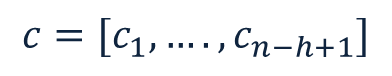 c = [c₁, …., cₙ₋ₕ₊₁]